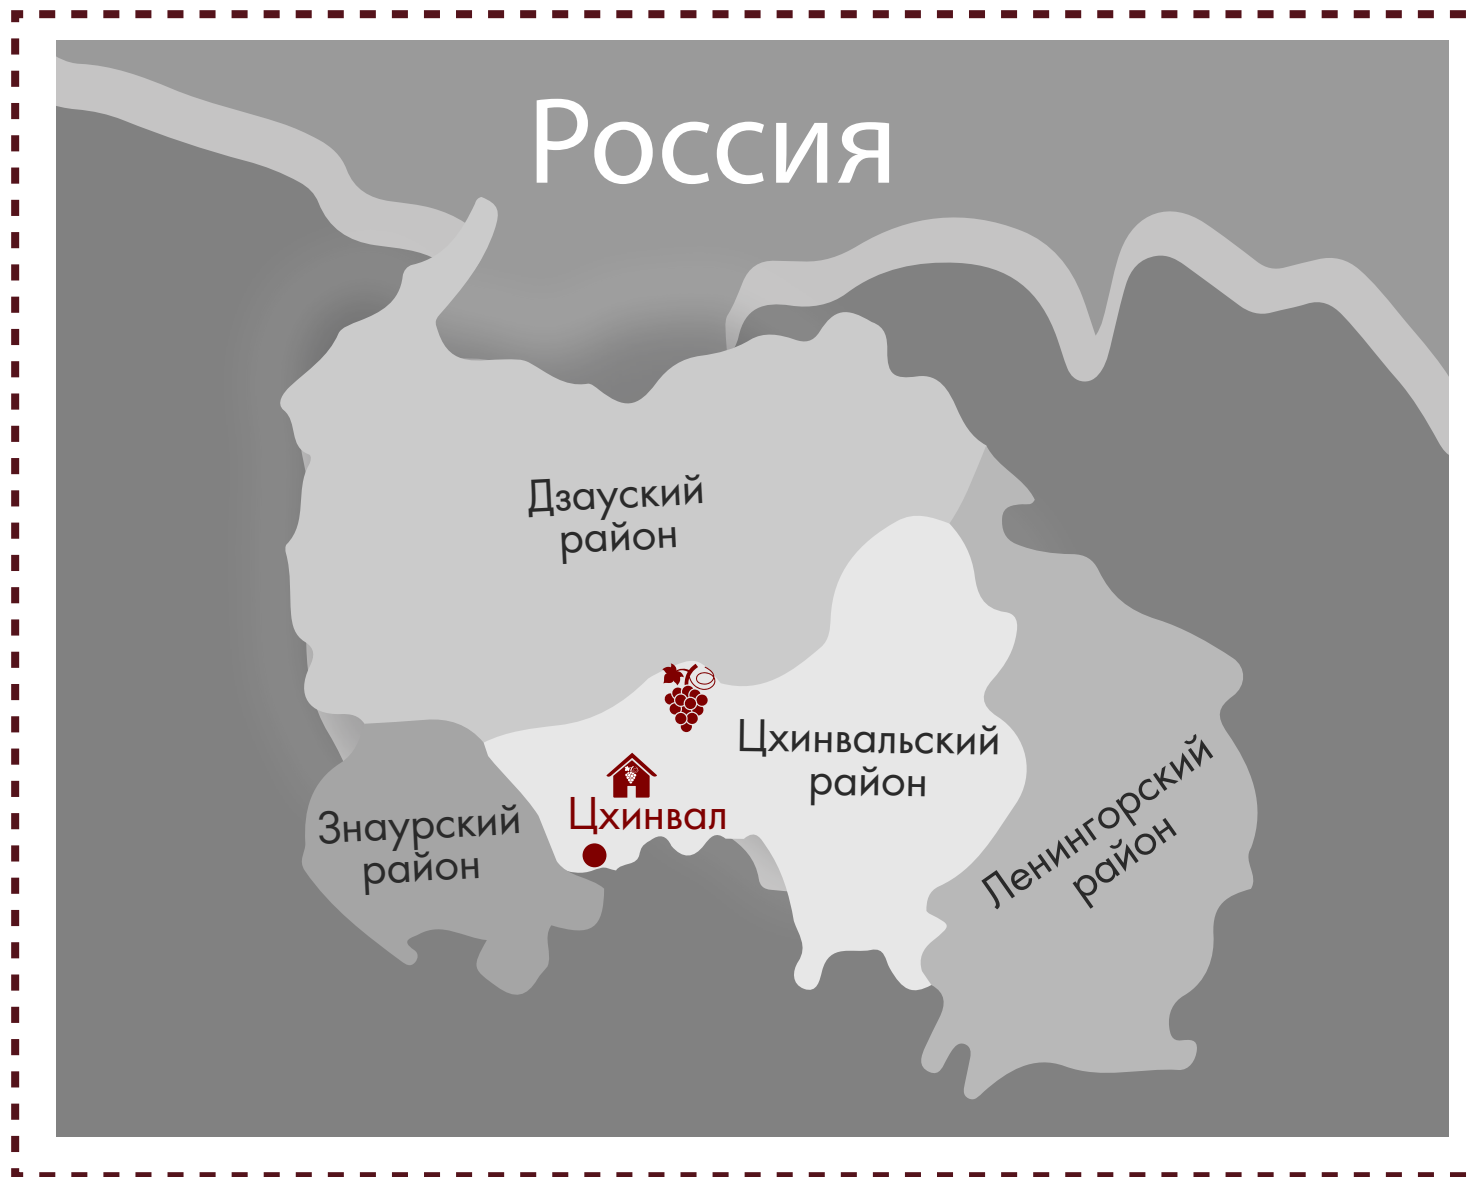 Россия
Дзауский
район
Цхинвальский
район
Знаурский
район
Цхинвал
Ленингорский
район